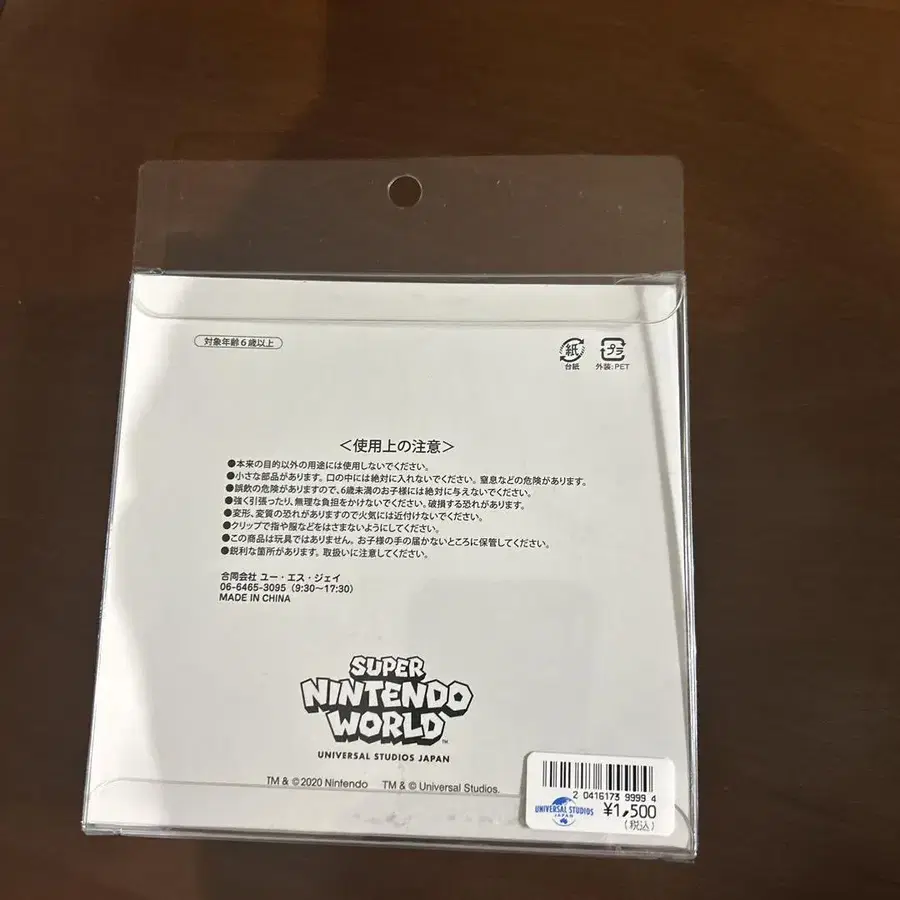 対象年齢6歳以上
紙
台紙
プラ
外装:PET
＜使用上の注意＞
●本来の目的以外の用途には使用しないでください。
●小さな部品があります。口の中には絶対に入れないでください。窒息などの危険があります。
●誤飲の危険がありますので、6歳未満のお子様には絶対に与えないでください。
●強く引張ったり、無理な負担をかけないでください。破損する恐れがあります。
●変形、変質の恐れがありますので火気には近付けないでください。
●クリップで指や服などをはさまないようにしてください。
●この商品は玩具ではありません。お子様の手の届かないところに保管してください。
●鋭利な箇所があります。取扱いに注意してください。
合同会社 ユー・エス・ジェイ
06-6465-3095（9:30〜17:30）
MADE IN CHINA
SUPER
NINTENDO
WORLD™
UNIVERSAL STUDIOS JAPAN
TM & ©2020 Nintendo TM & © Universal Studios.
2 0416173 9999 4
UNIVERSAL STUDIOS
JAPAN
¥1,500
(税込)